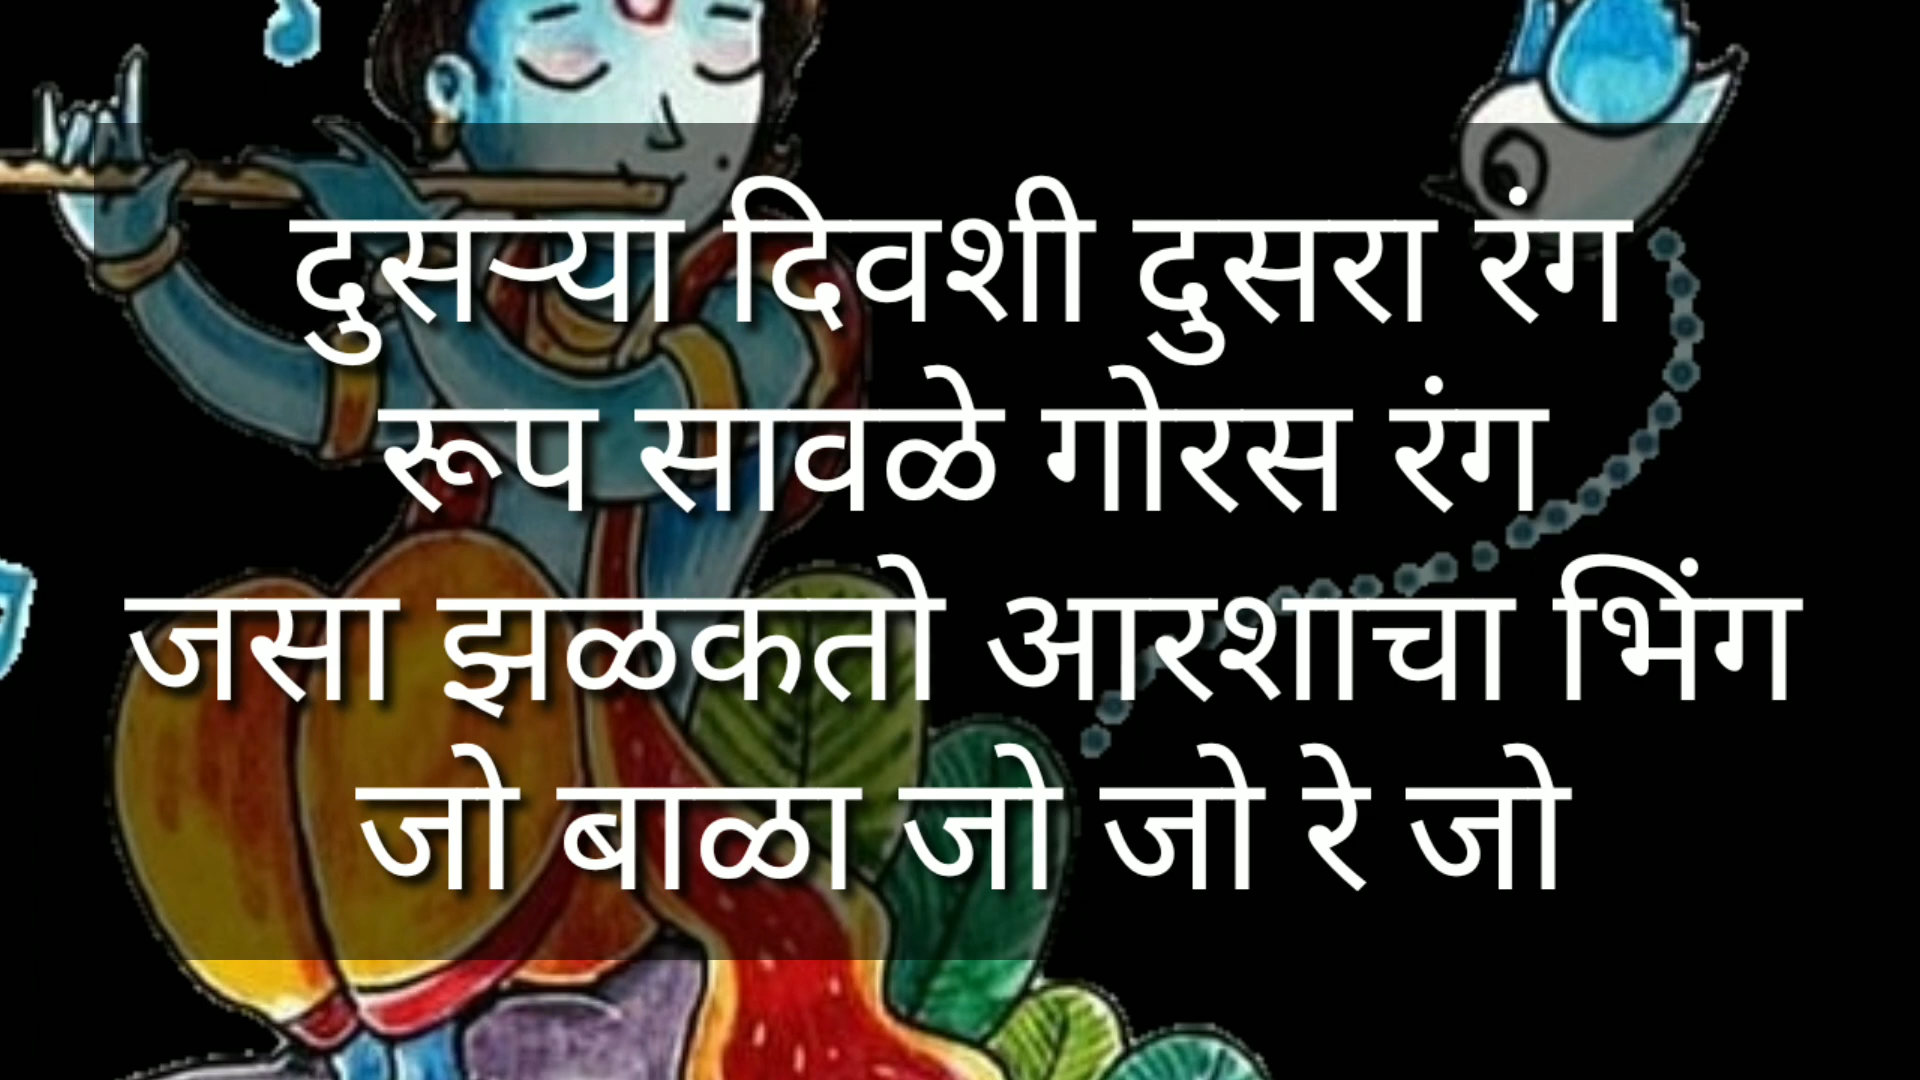 दुसऱ्या दिवशी दुसरा रंग
रूप सावळे गोरस रंग
जसा झळकतो आरशाचा भिंग
जो बाळा जो जो रे जो